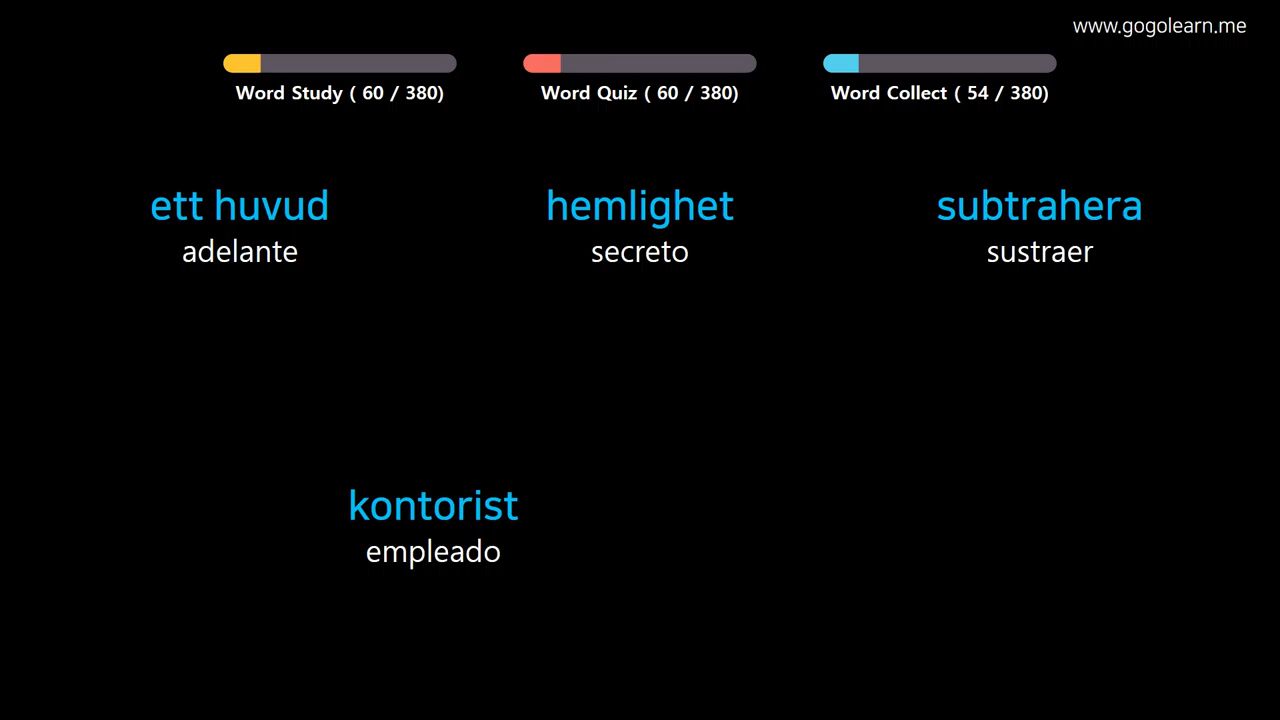 www.gogolearn.me
Word Study ( 60 / 380)
Word Quiz ( 60 / 380)
Word Collect ( 54 / 380)
ett huvud
adelante
hemlighet
secreto
subtrahera
sustraer
kontorist
empleado